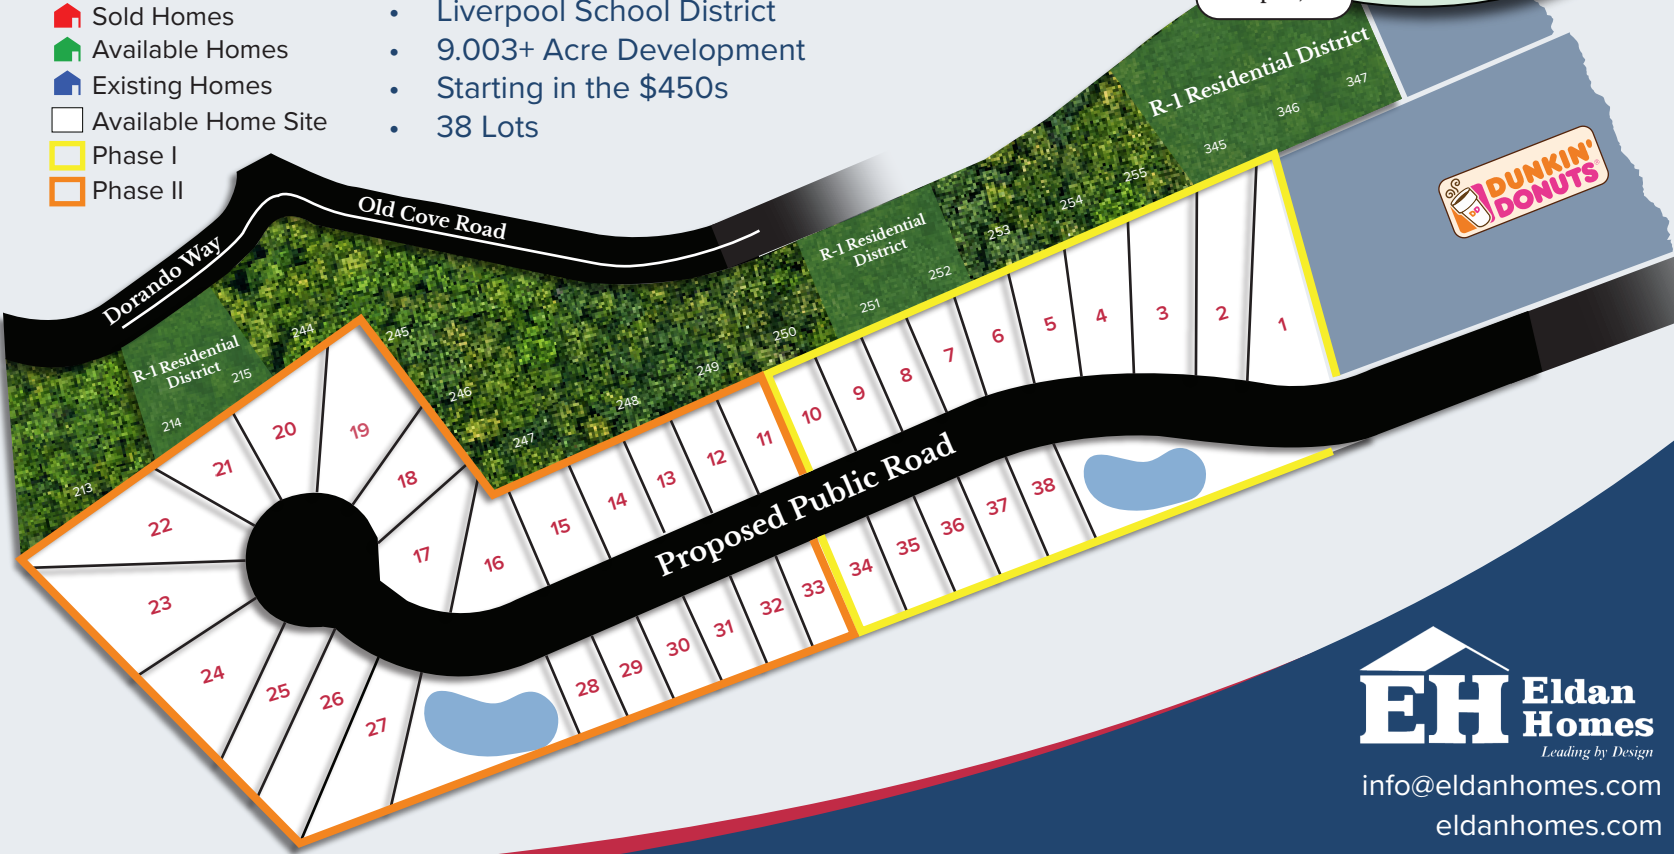 Sold Homes
Available Homes
Existing Homes
Available Home Site
Phase I
Phase II
• Liverpool School District
• 9.003+ Acre Development
• Starting in the $450s
• 38 Lots
R-1 Residential District
347
346
345
DUNKIN'
DONUTS
DD
Old Cove Road
Dorando Way
R-1 Residential
District
255
254
253
252
251
250
249
248
247
246
245
244
R-1 Residential
District
215
214
213
1
2
3
4
5
6
7
8
9
10
11
12
13
14
15
16
17
18
19
20
21
22
23
24
25
26
27
28
29
30
31
32
33
34
35
36
37
38
Proposed Public Road
EH
Eldan
Homes
Leading by Design
info@eldanhomes.com
eldanhomes.com